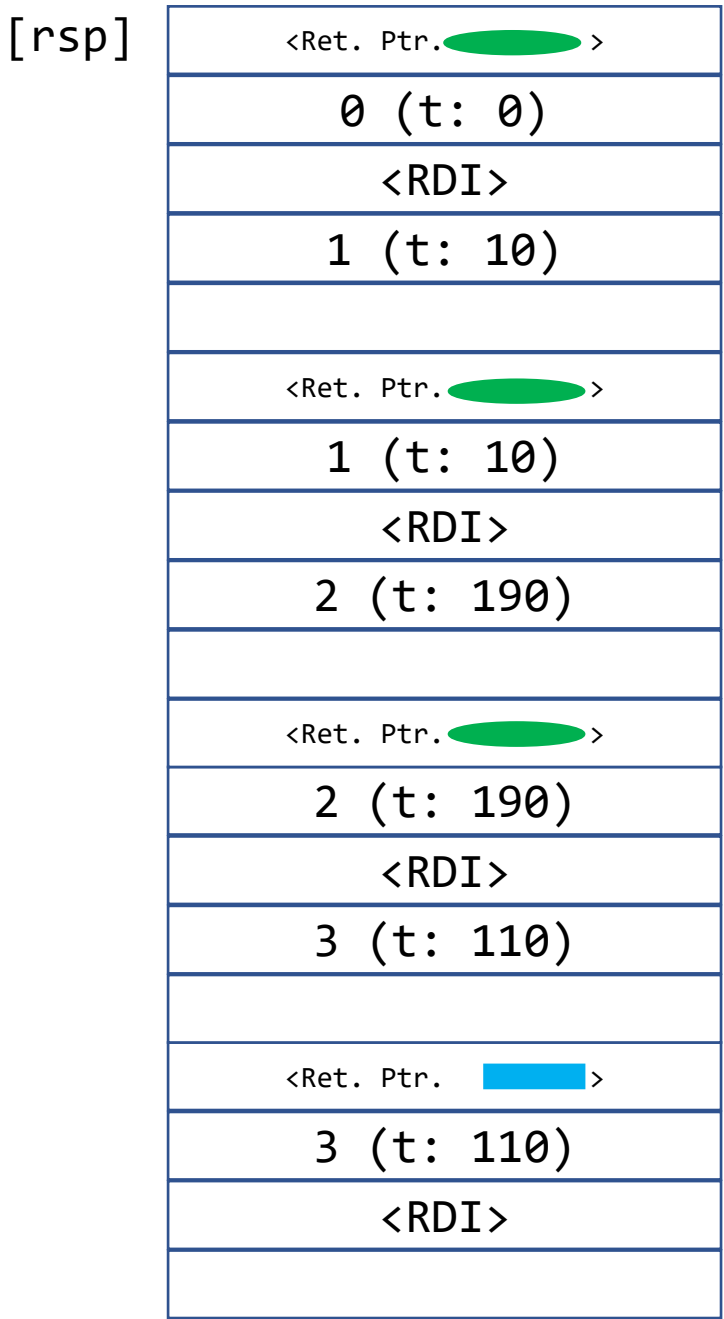 [rsp]
<Ret. Ptr. >
0 (t: 0)
<RDI>
1 (t: 10)
<Ret. Ptr. >
1 (t: 10)
<RDI>
2 (t: 190)
<Ret. Ptr. >
2 (t: 190)
<RDI>
3 (t: 110)
<Ret. Ptr. >
3 (t: 110)
<RDI>